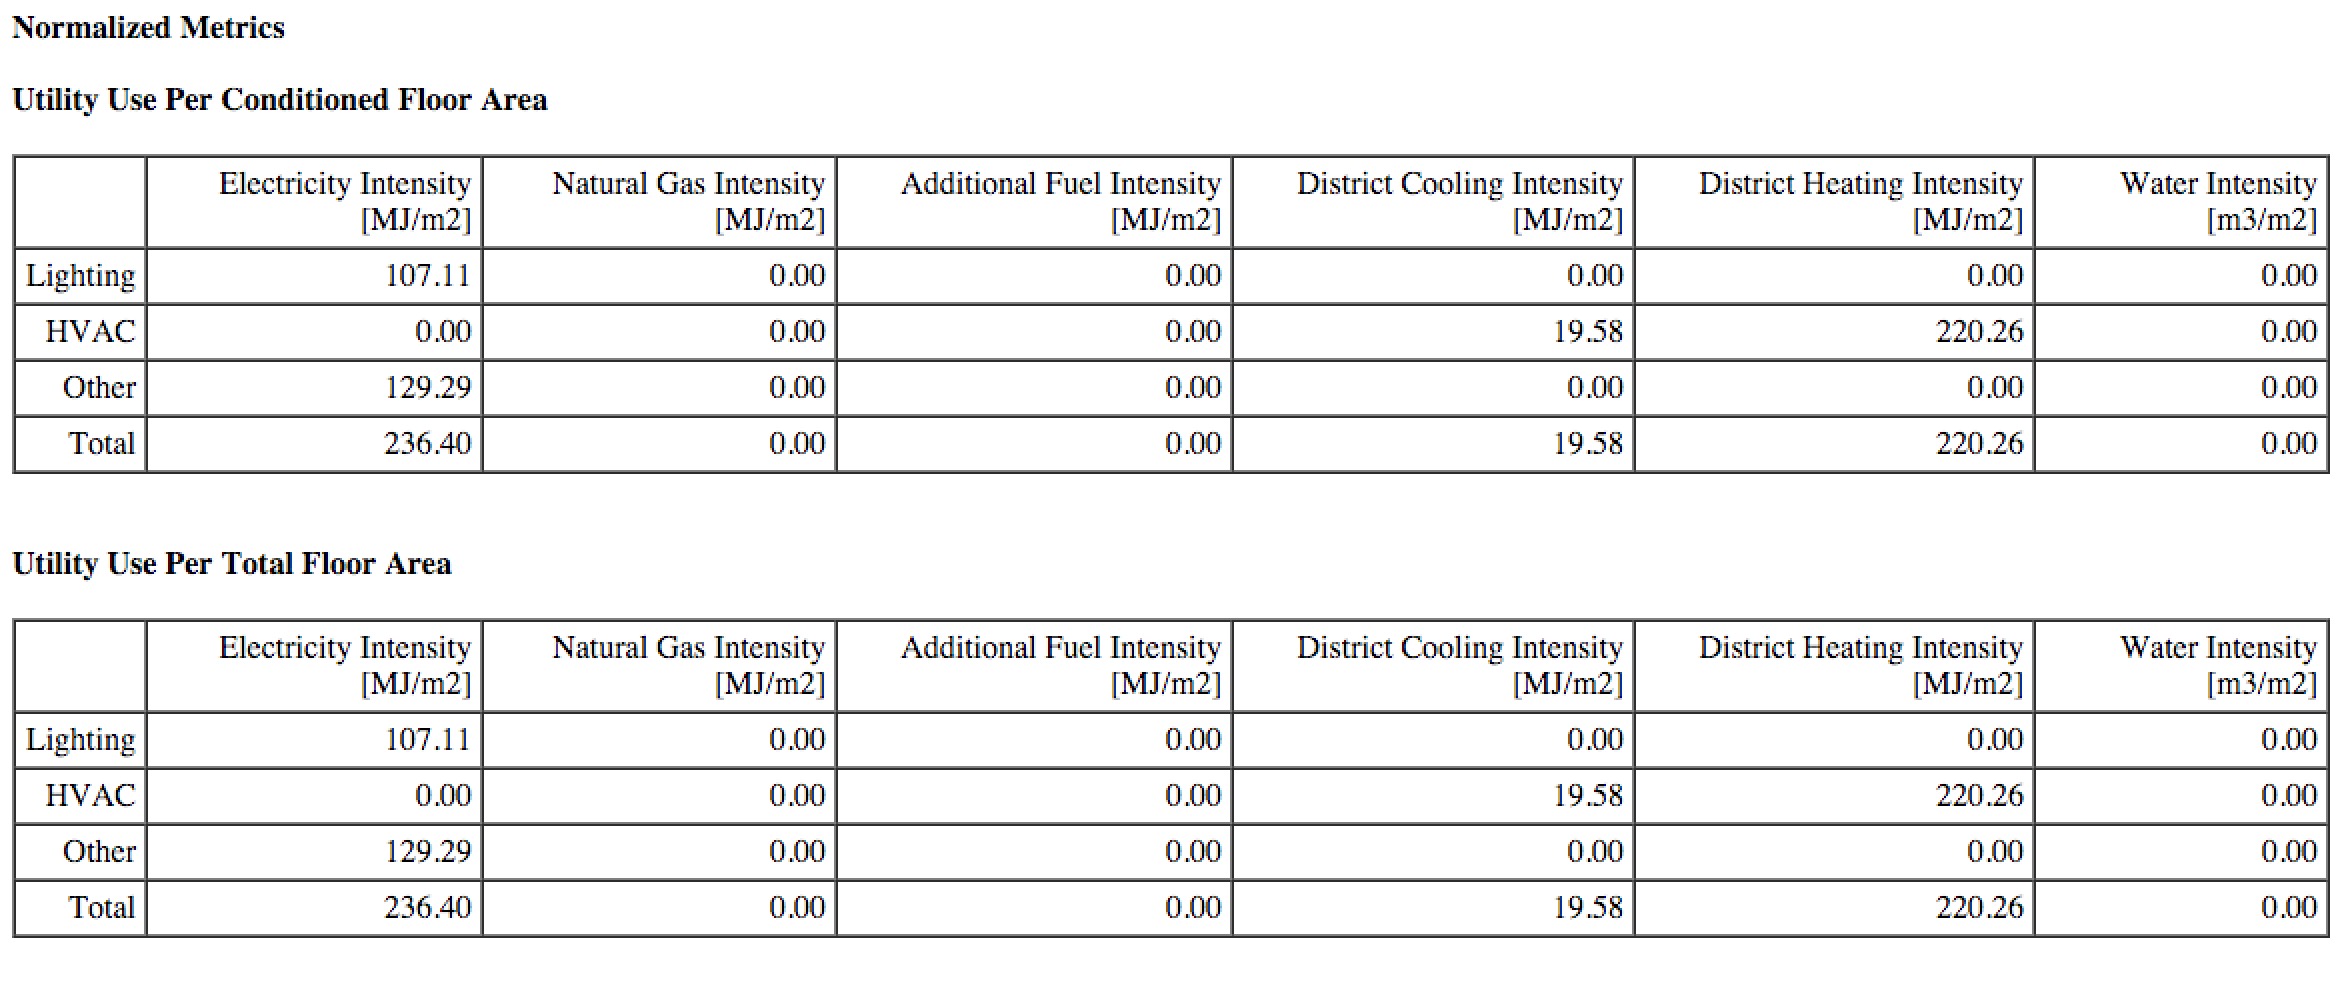 Normalized Metrics
Utility Use Per Conditioned Floor Area
Electricity Intensity Natural Gas Intensity Additional Fuel Intensity District Cooling Intensity District Heating Intensity Water Intensity
[MJ/m2] [MJ/m2] [MJ/m2] [MJ/m2] [MJ/m2] [m3/m2]
Lighting 107.11 0.00 0.00 0.00 0.00 0.00
HVAC 0.00 0.00 0.00 19.58 220.26 0.00
Other 129.29 0.00 0.00 0.00 0.00 0.00
Total 236.40 0.00 0.00 19.58 220.26 0.00
Utility Use Per Total Floor Area
Electricity Intensity Natural Gas Intensity Additional Fuel Intensity District Cooling Intensity District Heating Intensity Water Intensity
[MJ/m2] [MJ/m2] [MJ/m2] [MJ/m2] [MJ/m2] [m3/m2]
Lighting 107.11 0.00 0.00 0.00 0.00 0.00
HVAC 0.00 0.00 0.00 19.58 220.26 0.00
Other 129.29 0.00 0.00 0.00 0.00 0.00
Total 236.40 0.00 0.00 19.58 220.26 0.00